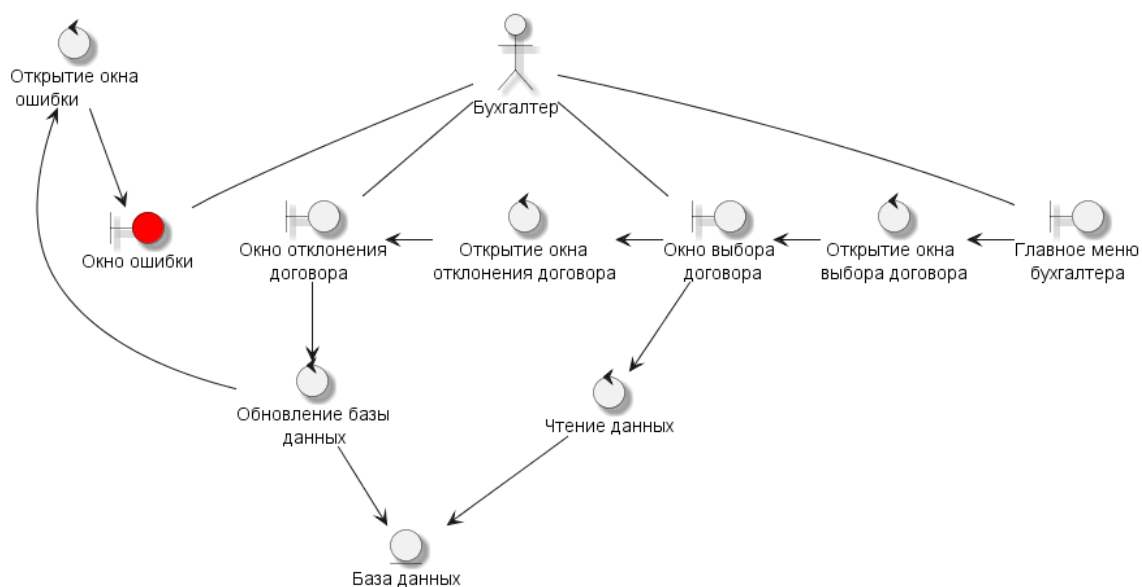 Открытие окна
ошибки
Бухгалтер
Окно ошибки
Окно отклонения
договора
Открытие окна
отклонения договора
Окно выбора
договора
Открытие окна
выбора договора
Главное меню
бухгалтера
Обновление базы
данных
Чтение данных
База данных